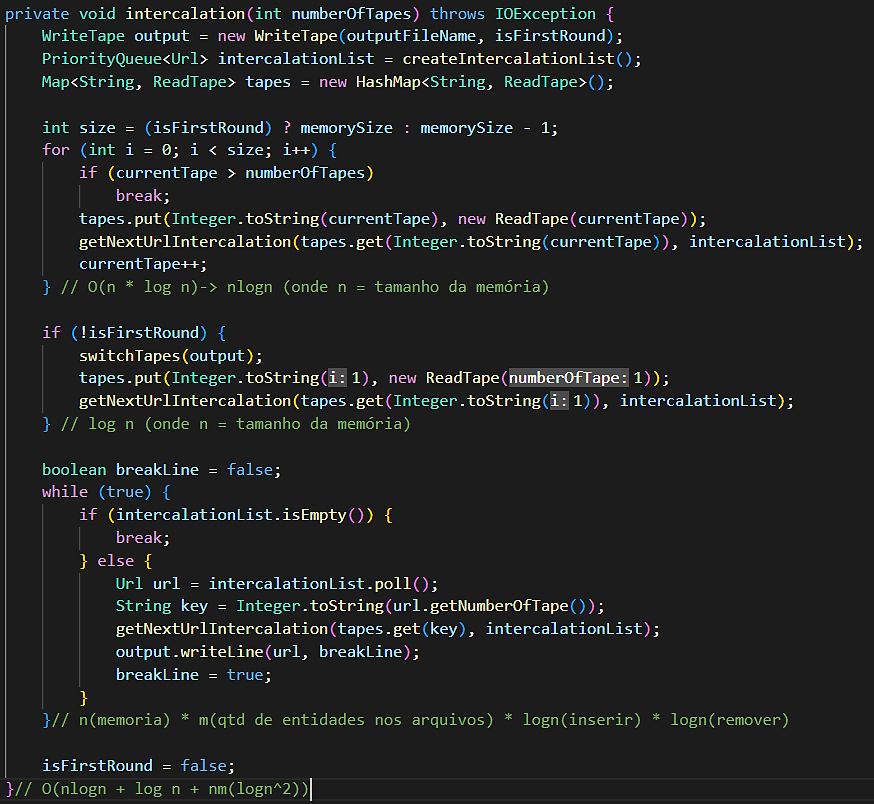 private void intercalation(int numberOfTapes) throws IOException {
WriteTape output = new WriteTape(outputFileName, isFirstRound);
PriorityQueue<Url> intercalationList = createIntercalationList();
Map<String, ReadTape> tapes = new HashMap<String, ReadTape>();
int size = (isFirstRound) ? memorySize : memorySize - 1;
for (int i = 0; i < size; i++) {
if (currentTape > numberOfTapes)
break;
tapes.put(Integer.toString(currentTape), new ReadTape(currentTape));
getNextUrlIntercalation(tapes.get(Integer.toString(currentTape)), intercalationList);
currentTape++;
} // O(n * log n)-> nlogn (onde n = tamanho da memória)
if (!isFirstRound) {
switchTapes(output);
tapes.put(Integer.toString(i: 1), new ReadTape(numberOfTape: 1));
getNextUrlIntercalation(tapes.get(Integer.toString(i: 1)), intercalationList);
} // log n (onde n = tamanho da memória)
boolean breakLine = false;
while (true) {
if (intercalationList.isEmpty()) {
break;
} else {
Url url = intercalationList.poll();
String key = Integer.toString(url.getNumberOfTape());
getNextUrlIntercalation(tapes.get(key), intercalationList);
output.writeLine(url, breakLine);
breakLine = true;
}
}// n(memoria) * m(qtd de entidades nos arquivos) * logn(inserir) * logn(remover)
isFirstRound = false;
}// O(nlogn + log n + nm(logn^2))